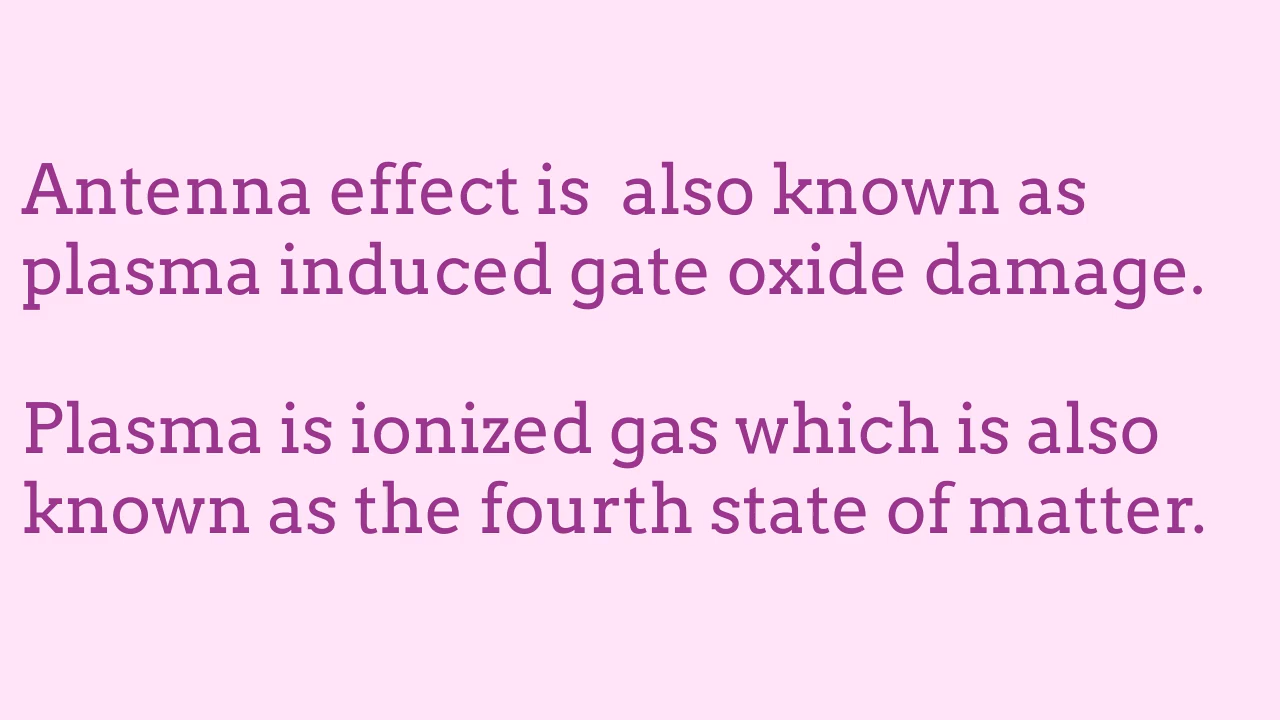 Antenna effect is  also known as
plasma induced gate oxide damage.
Plasma is ionized gas which is also
known as the fourth state of matter.